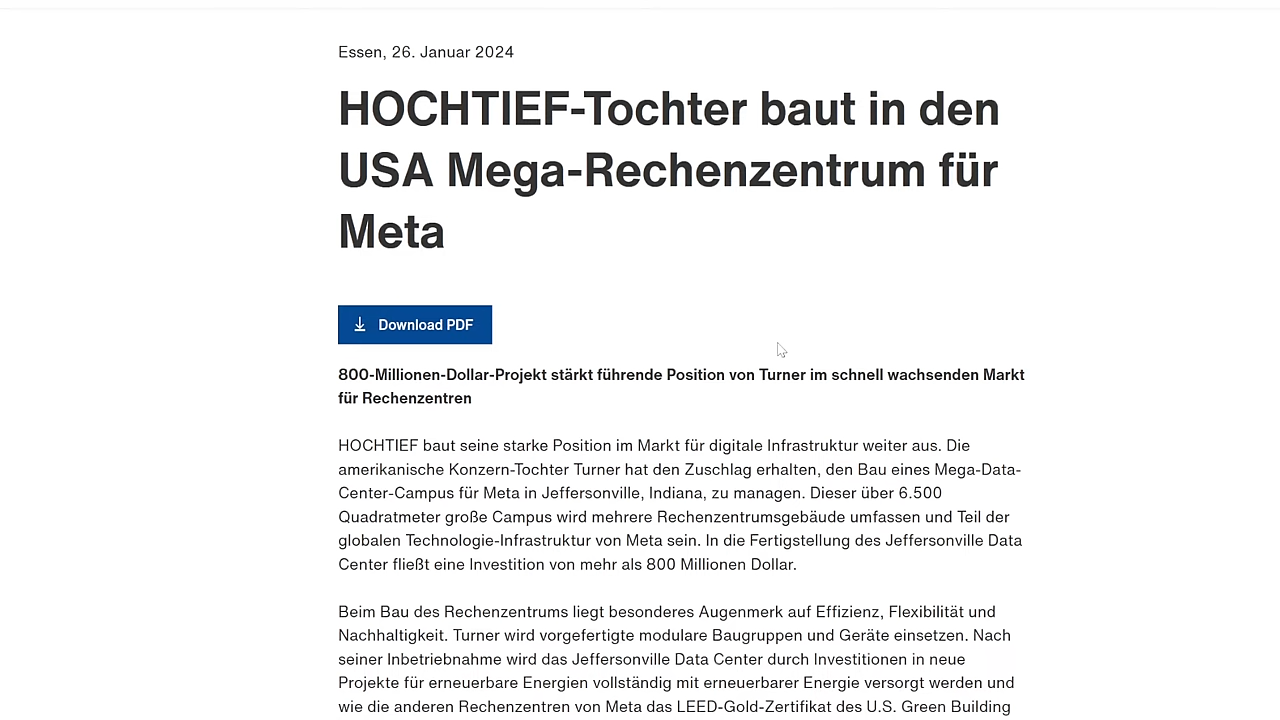 Essen, 26. Januar 2024
HOCHTIEF-Tochter baut in den
USA Mega-Rechenzentrum für
Meta
Download PDF
800-Millionen-Dollar-Projekt stärkt führende Position von Turner im schnell wachsenden Markt
für Rechenzentren
HOCHTIEF baut seine starke Position im Markt für digitale Infrastruktur weiter aus. Die
amerikanische Konzern-Tochter Turner hat den Zuschlag erhalten, den Bau eines Mega-Data-
Center-Campus für Meta in Jeffersonville, Indiana, zu managen. Dieser über 6.500
Quadratmeter große Campus wird mehrere Rechenzentrumsgebäude umfassen und Teil der
globalen Technologie-Infrastruktur von Meta sein. In die Fertigstellung des Jeffersonville Data
Center fließt eine Investition von mehr als 800 Millionen Dollar.
Beim Bau des Rechenzentrums liegt besonderes Augenmerk auf Effizienz, Flexibilität und
Nachhaltigkeit. Turner wird vorgefertigte modulare Baugruppen und Geräte einsetzen. Nach
seiner Inbetriebnahme wird das Jeffersonville Data Center durch Investitionen in neue
Projekte für erneuerbare Energien vollständig mit erneuerbarer Energie versorgt werden und
wie die anderen Rechenzentren von Meta das LEED-Gold-Zertifikat des U.S. Green Building